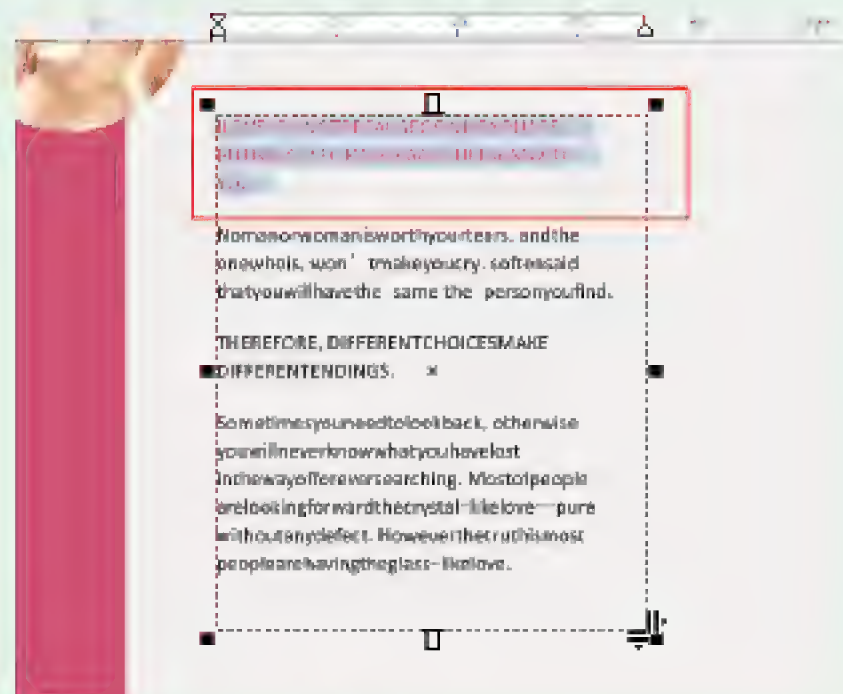 Nomanorwomanisworthyourtears, andthe
onewhois, won' tmakeyoucry. softensaid
thatyouwillhavethe same the personyoufind.
THEREFORE, DIFFERENTCHOICESMAKE
DIFFERENTENDINGS.
Sometimesyouneedtolookback, otherwise
youwillneverknowwhatyouhavelost
inthewayofforeversearching. Mostofpeople
arelookingforwardthecrystal-likelove—pure
withoutanydefect. Howeverthetruthismost
peoplearehavingtheglass-likelove.